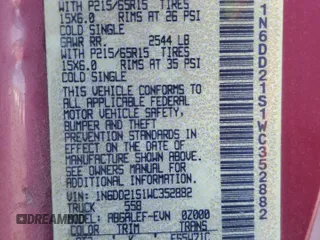 WITH P215/65R15 TIRES
15X6.0 RIMS AT 26 PSI
COLD SINGLE
GAWR RR. 2544 LB
WITH P215/65R15 TIRES
15X6.0 RIMS AT 35 PSI
COLD SINGLE
THIS VEHICLE CONFORMS TO
ALL APPLICABLE FEDERAL
MOTOR VEHICLE SAFETY,
BUMPER AND THEFT
PREVENTION STANDARDS
IN EFFECT ON THE DATE OF
MANUFACTURE SHOWN ABOVE.
SEE OWNERS MANUAL FOR
ADDITIONAL INFORMATION
VIN: 1N6DD21S1WC352882
TRUCK 558
MODEL: ABGALEF-EVN 0Z000
COLOR TRIM TRANS
1N6DD21S1WC352882
DREAMBID